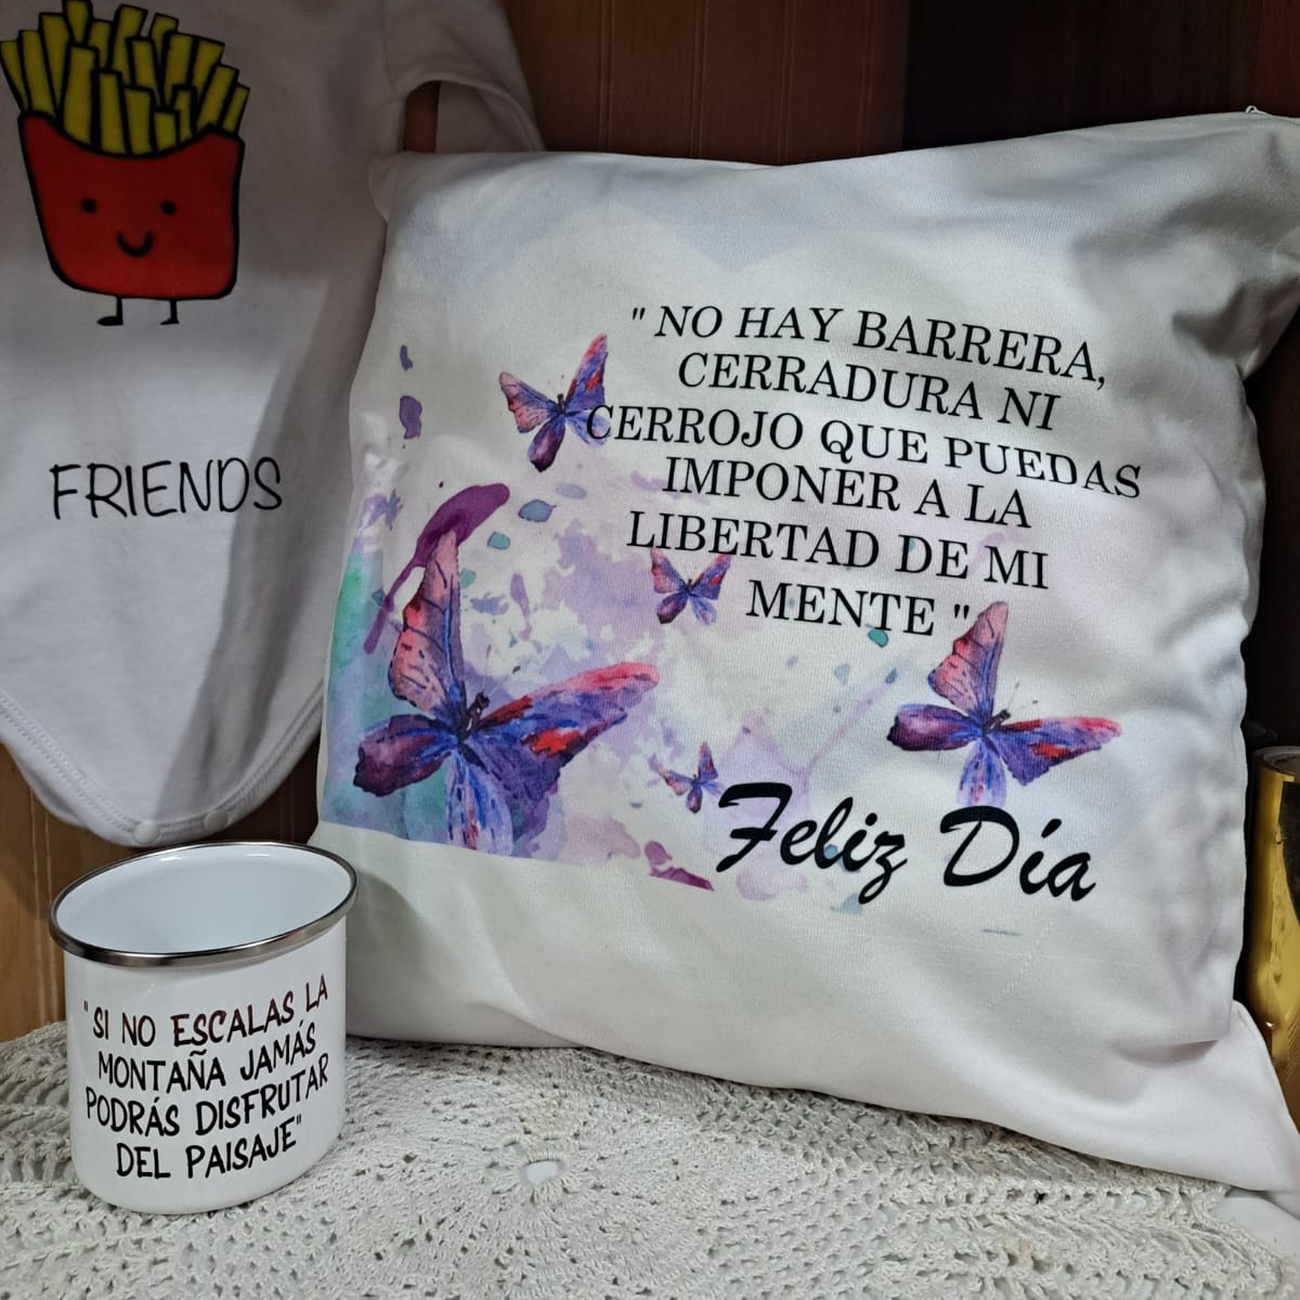 FRIENDS
" NO HAY BARRERA,
CERRADURA NI
CERROJO QUE PUEDAS
IMPONER A LA
LIBERTAD DE MI
MENTE "
Feliz Día
"SI NO ESCALAS LA
MONTAÑA JAMÁS
PODRÁS DISFRUTAR
DEL PAISAJE"